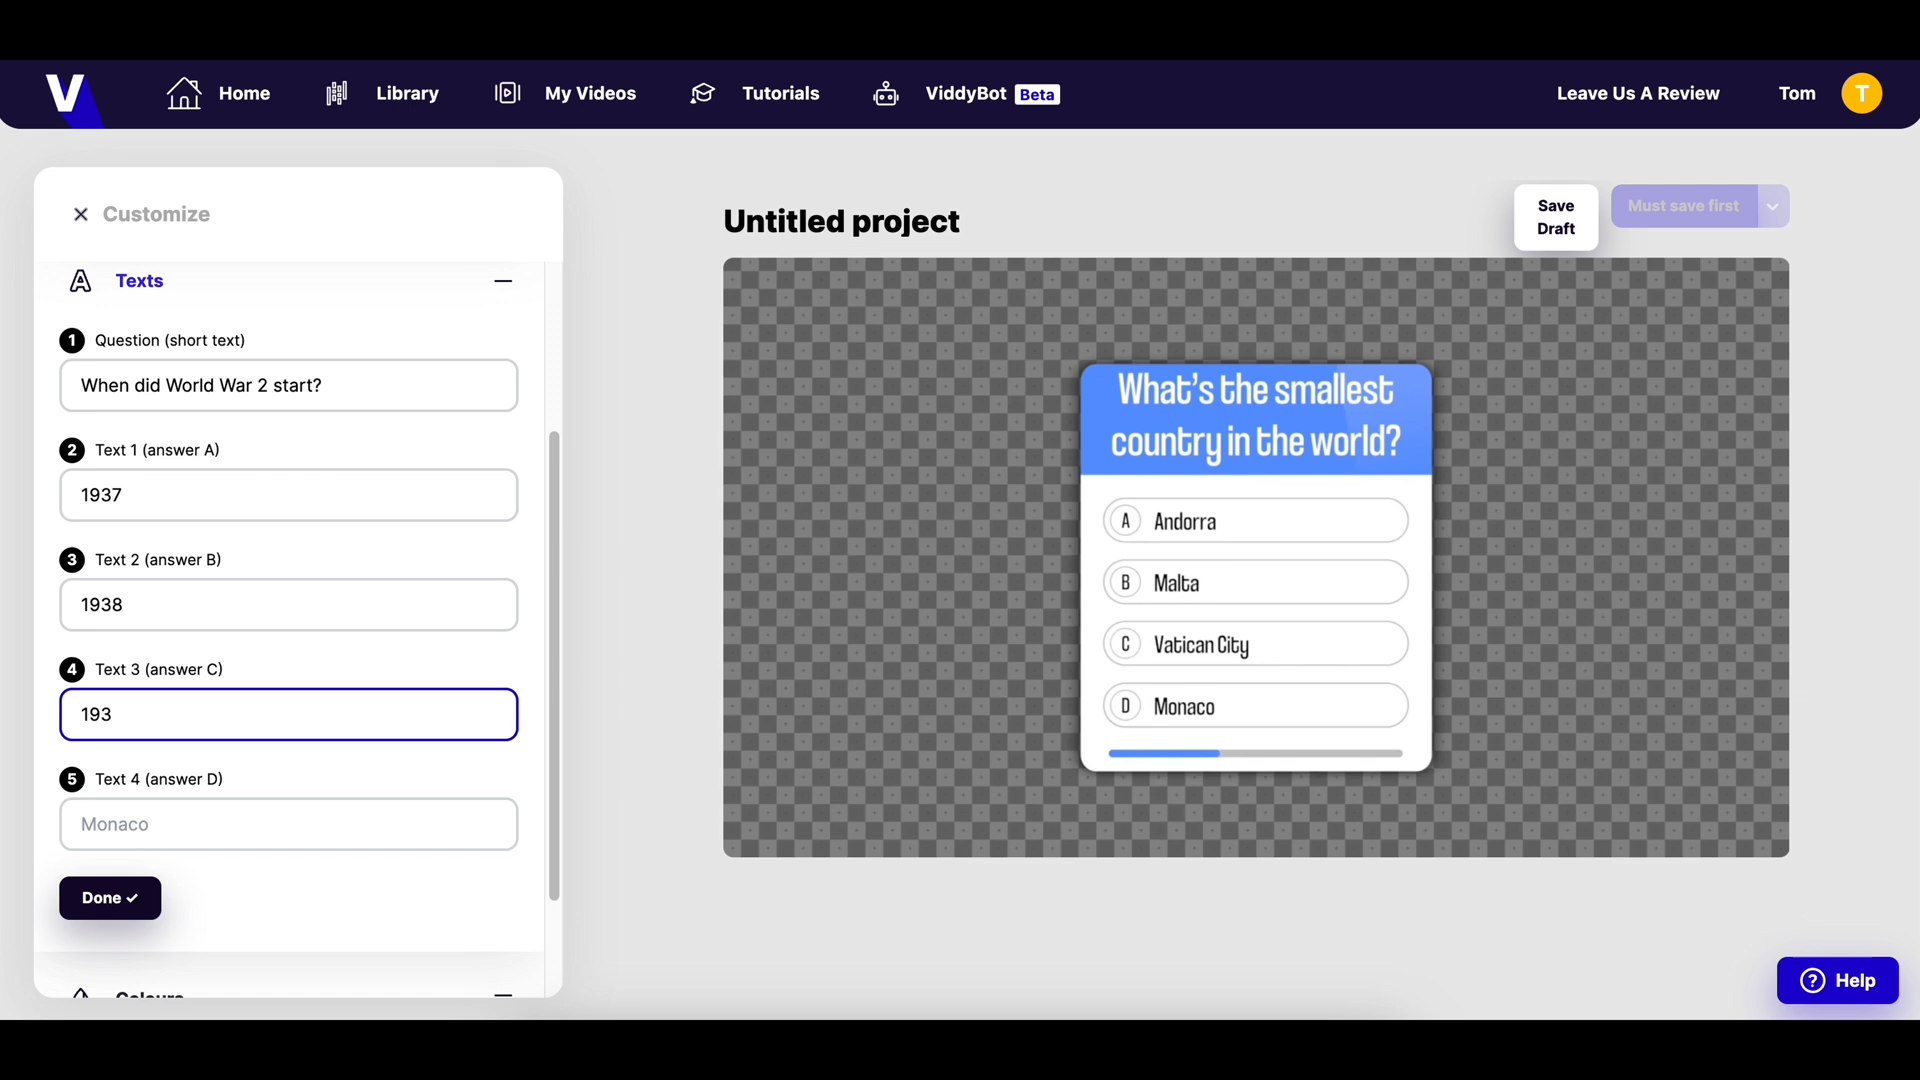 V
Home
Library
My Videos
Tutorials
ViddyBot Beta
Leave Us A Review
Tom
T
Customize
Texts
1 Question (short text)
When did World War 2 start?
2 Text 1 (answer A)
1937
3 Text 2 (answer B)
1938
4 Text 3 (answer C)
193
5 Text 4 (answer D)
Monaco
Done
Colours
Untitled project
Save
Draft
Must save first
What's the smallest
country in the world?
A Andorra
B Malta
C Vatican City
D Monaco
? Help